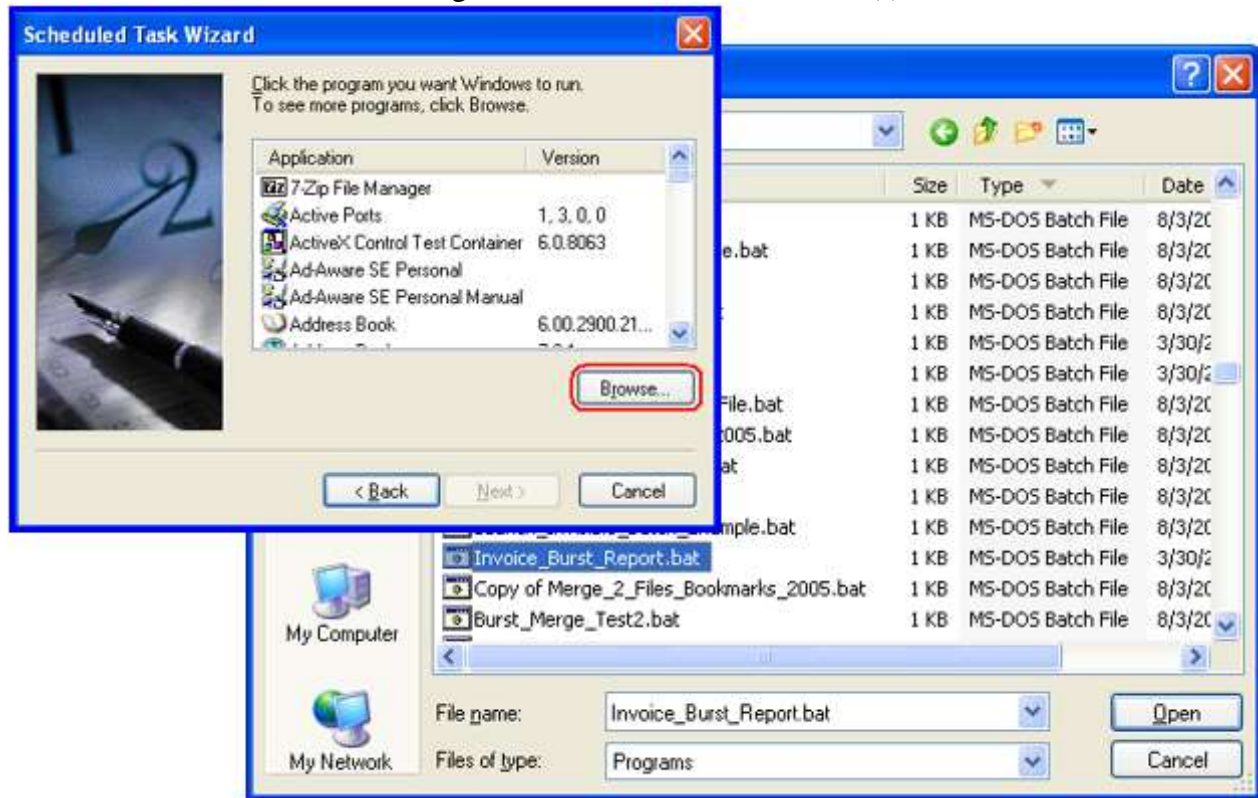 Scheduled Task Wizard
Click the program you want Windows to run.
To see more programs, click Browse.
Application Version
7-Zip File Manager
Active Ports 1, 3, 0, 0
ActiveX Control Test Container 6.0.8063
Ad-Aware SE Personal
Ad-Aware SE Personal Manual
Address Book 6.00.2900.21...
Browse...
< Back Next > Cancel
Size Type Date
1 KB MS-DOS Batch File 8/3/20
e.bat 1 KB MS-DOS Batch File 8/3/20
1 KB MS-DOS Batch File 8/3/20
1 KB MS-DOS Batch File 8/3/20
1 KB MS-DOS Batch File 3/30/2
1 KB MS-DOS Batch File 3/30/2
File.bat 1 KB MS-DOS Batch File 8/3/20
2005.bat 1 KB MS-DOS Batch File 8/3/20
at 1 KB MS-DOS Batch File 8/3/20
1 KB MS-DOS Batch File 8/3/20
mple.bat 1 KB MS-DOS Batch File 8/3/20
Invoice_Burst_Report.bat 1 KB MS-DOS Batch File 3/30/2
Copy of Merge_2_Files_Bookmarks_2005.bat 1 KB MS-DOS Batch File 8/3/20
Burst_Merge_Test2.bat 1 KB MS-DOS Batch File 8/3/20
My Computer
My Network
File name: Invoice_Burst_Report.bat Open
Files of type: Programs Cancel